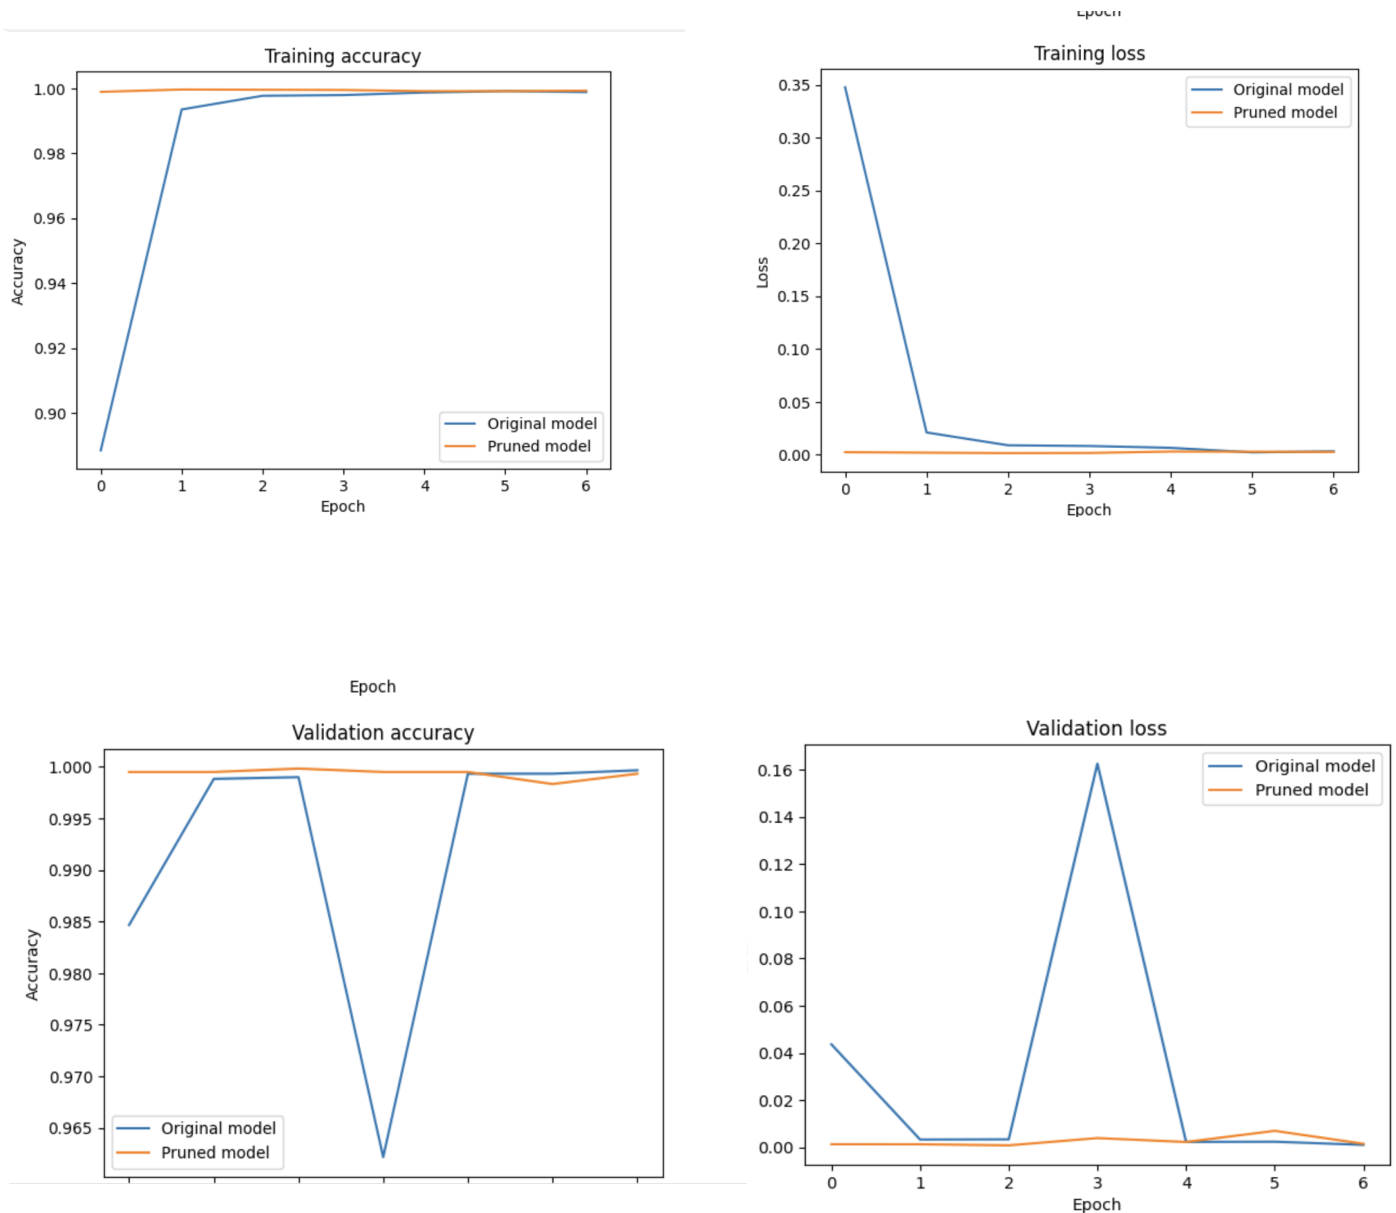 Epoch
Training accuracy
1.00
0.98
0.96
0.94
0.92
0.90
Accuracy
Original model
Pruned model
0 1 2 3 4 5 6
Epoch
Training loss
0.35
0.30
0.25
0.20
0.15
0.10
0.05
0.00
Loss
Original model
Pruned model
0 1 2 3 4 5 6
Epoch
Epoch
Validation accuracy
1.000
0.995
0.990
0.985
0.980
0.975
0.970
0.965
Accuracy
Original model
Pruned model
Validation loss
0.16
0.14
0.12
0.10
0.08
0.06
0.04
0.02
0.00
Original model
Pruned model
0 1 2 3 4 5 6
Epoch